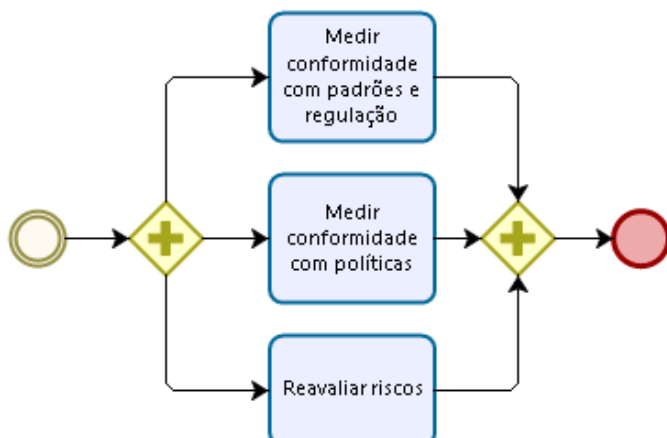 Medir
conformidade
com padrões e
regulação
Medir
conformidade
com políticas
Reavaliar riscos